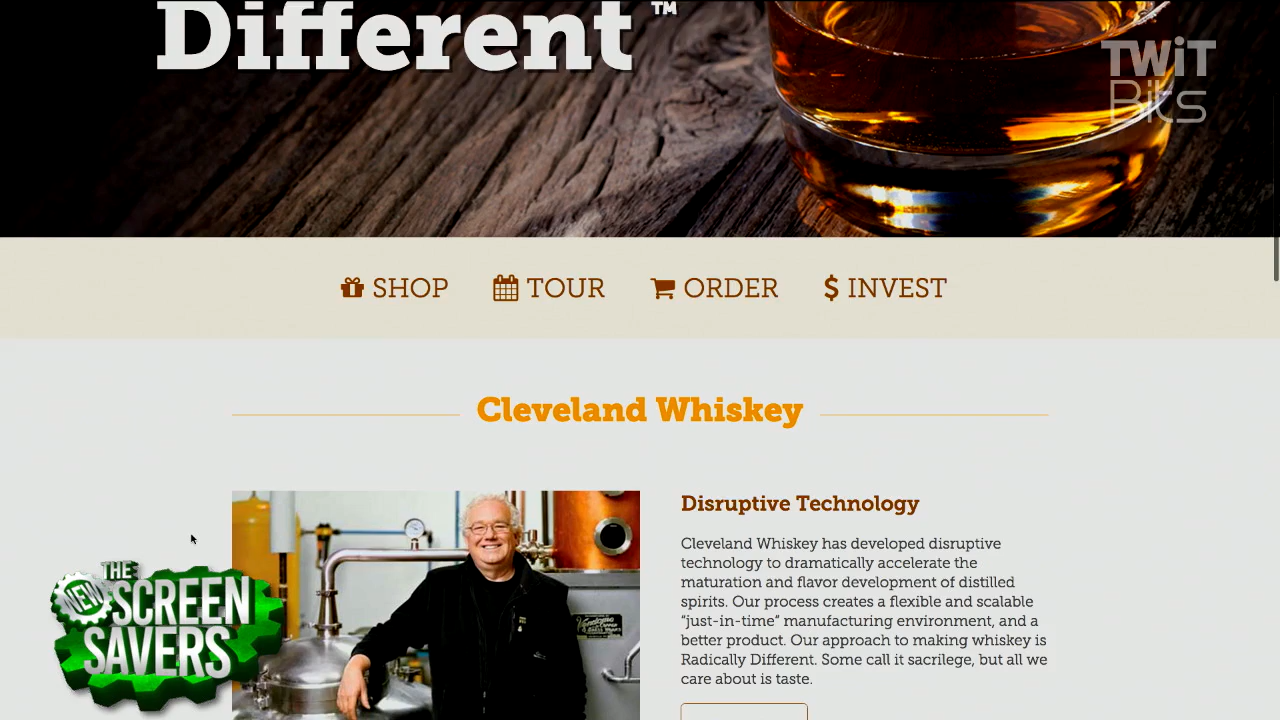 Different™
TWiT
Bits
SHOP
TOUR
ORDER
$ INVEST
Cleveland Whiskey
Disruptive Technology
Cleveland Whiskey has developed disruptive
technology to dramatically accelerate the
maturation and flavor development of distilled
spirits. Our process creates a flexible and scalable
“just-in-time” manufacturing environment, and a
better product. Our approach to making whiskey is
Radically Different. Some call it sacrilege, but all we
care about is taste.
THE
NEW
SCREEN
SAVERS